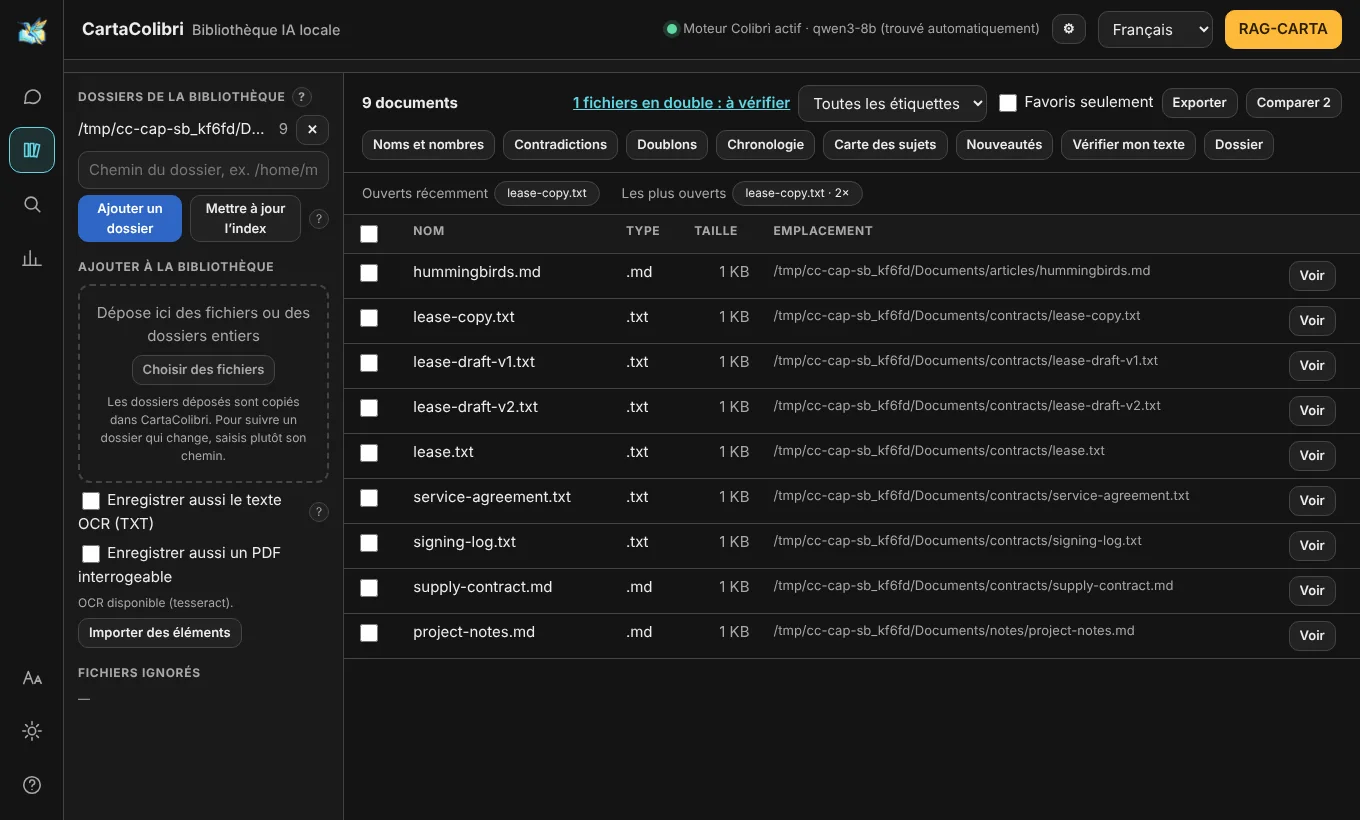 CartaColibri Bibliothèque IA locale
Moteur Colibrì actif · qwen3-8b (trouvé automatiquement)
Français
RAG-CARTA
DOSSIERS DE LA BIBLIOTHÈQUE ?
/tmp/cc-cap-sb_kf6fd/D... 9 ×
Chemin du dossier, ex. /home/m
Ajouter un
dossier
Mettre à jour
l’index
?
AJOUTER À LA BIBLIOTHÈQUE
Dépose ici des fichiers ou des
dossiers entiers
Choisir des fichiers
Les dossiers déposés sont copiés
dans CartaColibri. Pour suivre un
dossier qui change, saisis plutôt son
chemin.
Enregistrer aussi le texte
OCR (TXT)
?
Enregistrer aussi un PDF
interrogeable
OCR disponible (tesseract).
Importer des éléments
FICHIERS IGNORÉS
—
AA
9 documents
1 fichiers en double : à vérifier
Toutes les étiquettes
Favoris seulement
Exporter
Comparer 2
Noms et nombres
Contradictions
Doublons
Chronologie
Carte des sujets
Nouveautés
Vérifier mon texte
Dossier
Ouverts récemment lease-copy.txt Les plus ouverts lease-copy.txt · 2×
NOM TYPE TAILLE EMPLACEMENT
hummingbirds.md .md 1 KB /tmp/cc-cap-sb_kf6fd/Documents/articles/hummingbirds.md Voir
lease-copy.txt .txt 1 KB /tmp/cc-cap-sb_kf6fd/Documents/contracts/lease-copy.txt Voir
lease-draft-v1.txt .txt 1 KB /tmp/cc-cap-sb_kf6fd/Documents/contracts/lease-draft-v1.txt Voir
lease-draft-v2.txt .txt 1 KB /tmp/cc-cap-sb_kf6fd/Documents/contracts/lease-draft-v2.txt Voir
lease.txt .txt 1 KB /tmp/cc-cap-sb_kf6fd/Documents/contracts/lease.txt Voir
service-agreement.txt .txt 1 KB /tmp/cc-cap-sb_kf6fd/Documents/contracts/service-agreement.txt Voir
signing-log.txt .txt 1 KB /tmp/cc-cap-sb_kf6fd/Documents/contracts/signing-log.txt Voir
supply-contract.md .md 1 KB /tmp/cc-cap-sb_kf6fd/Documents/contracts/supply-contract.md Voir
project-notes.md .md 1 KB /tmp/cc-cap-sb_kf6fd/Documents/notes/project-notes.md Voir